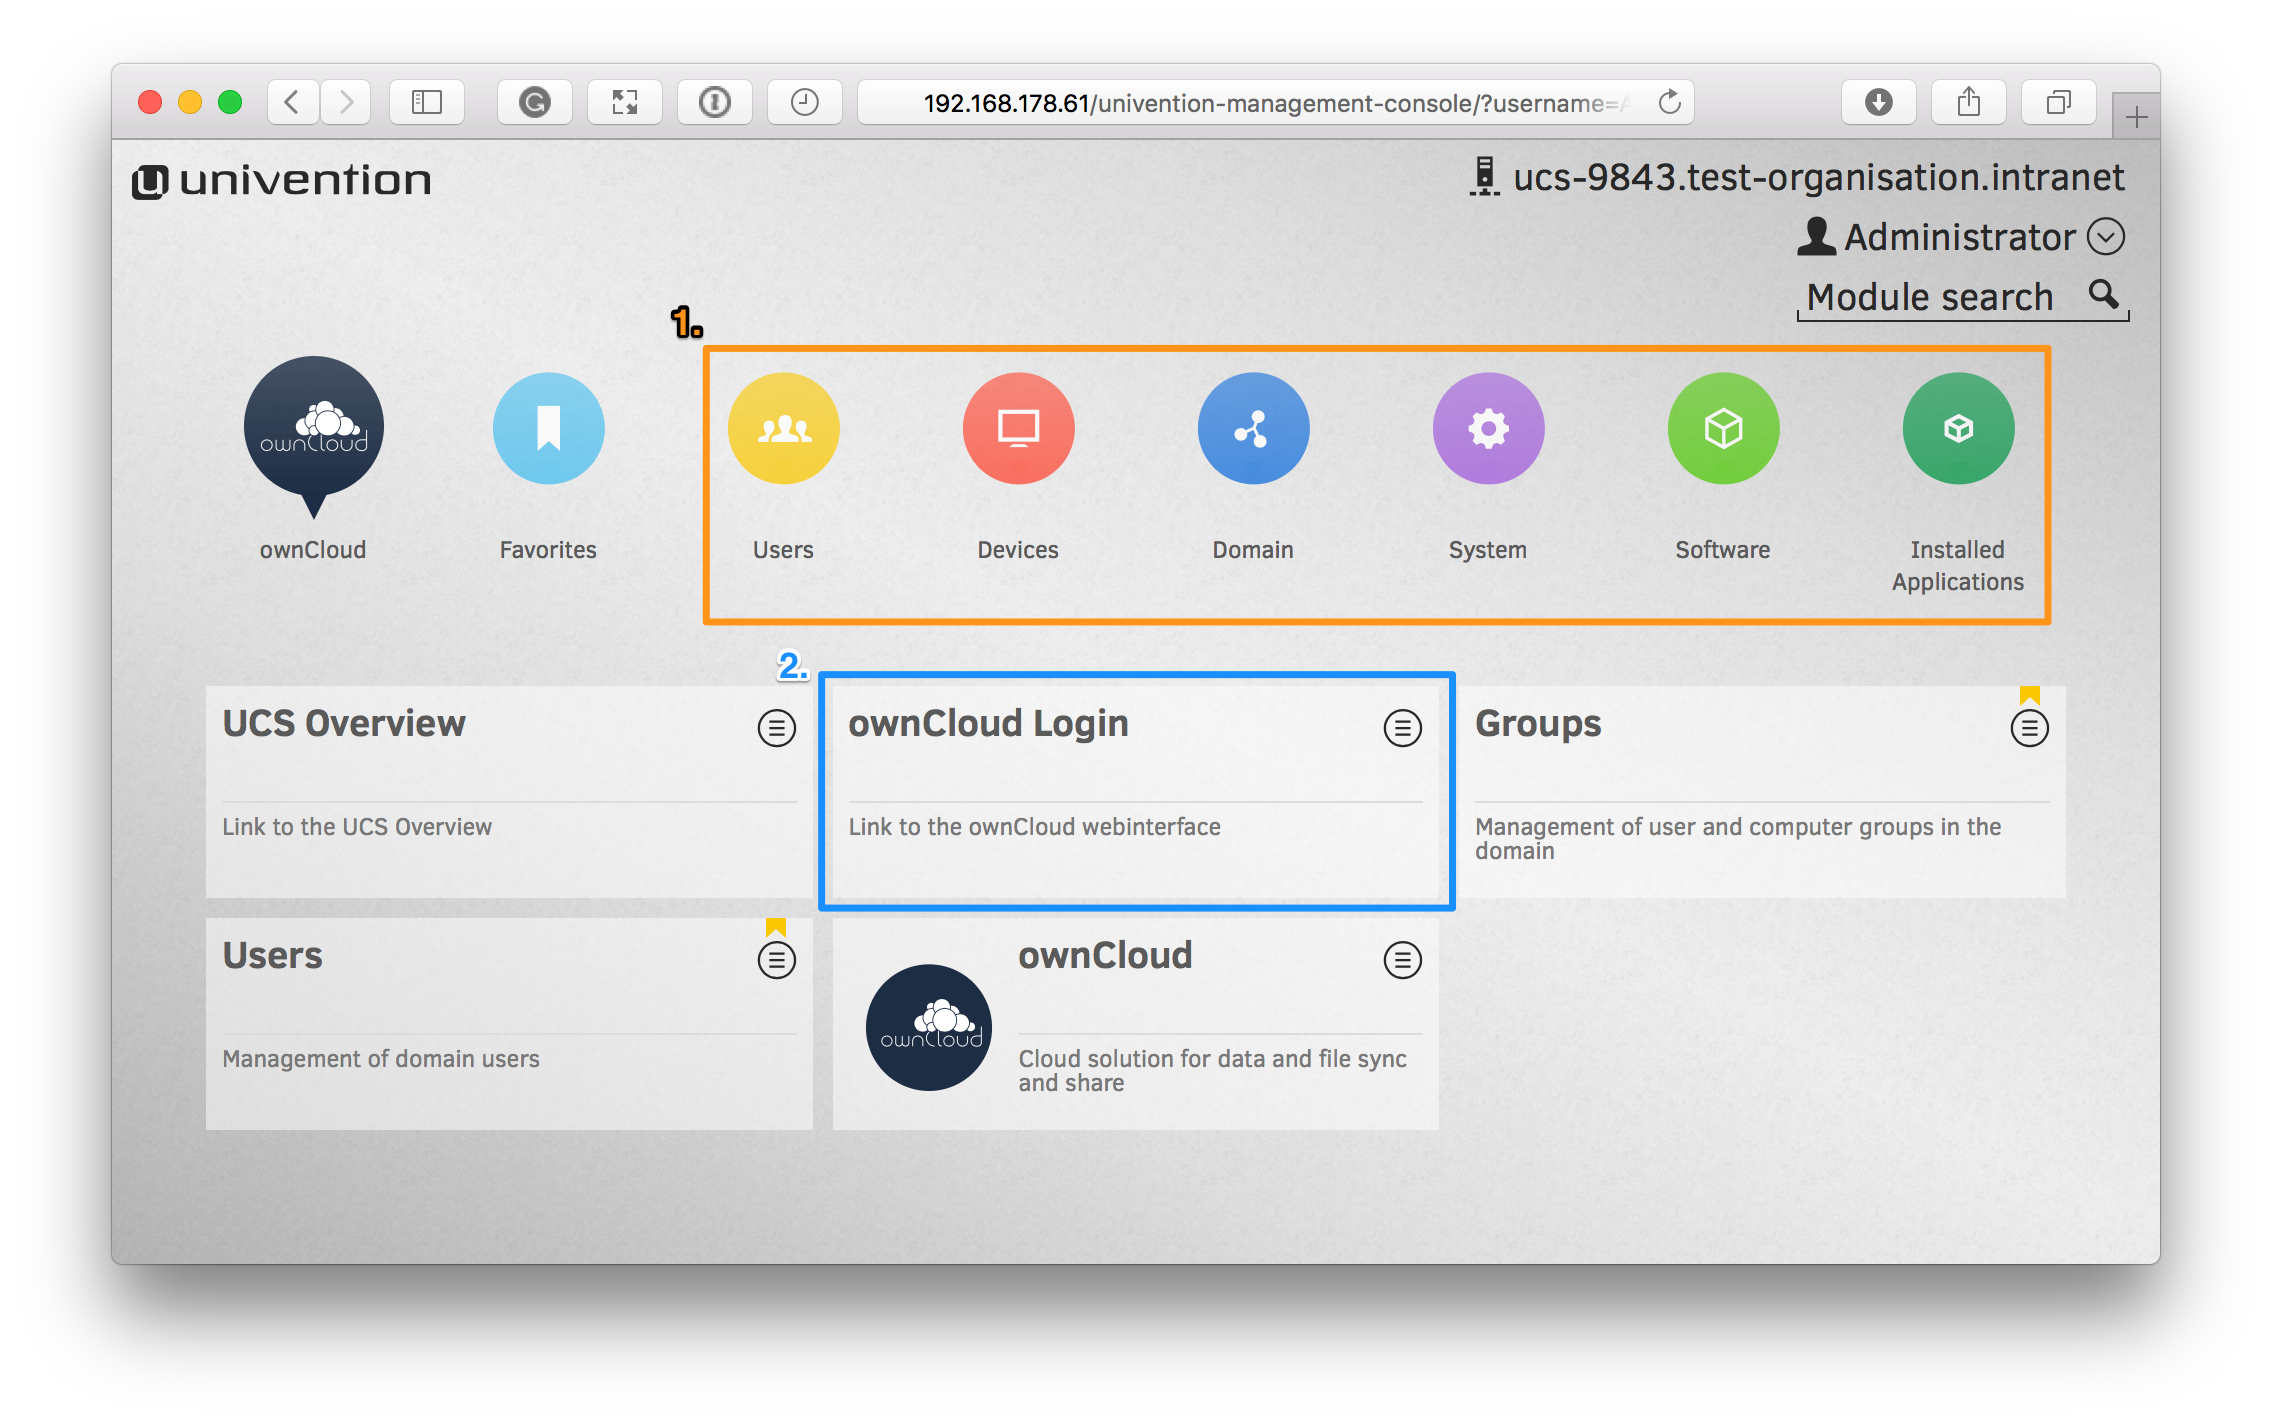 192.168.178.61/univention-management-console/?username=A
univention
ucs-9843.test-organisation.intranet
Administrator
Module search
1.
ownCloud
ownCloud
Favorites
Users
Devices
Domain
System
Software
Installed
Applications
2.
UCS Overview
Link to the UCS Overview
ownCloud Login
Link to the ownCloud webinterface
Groups
Management of user and computer groups in the
domain
Users
Management of domain users
ownCloud
ownCloud
Cloud solution for data and file sync
and share